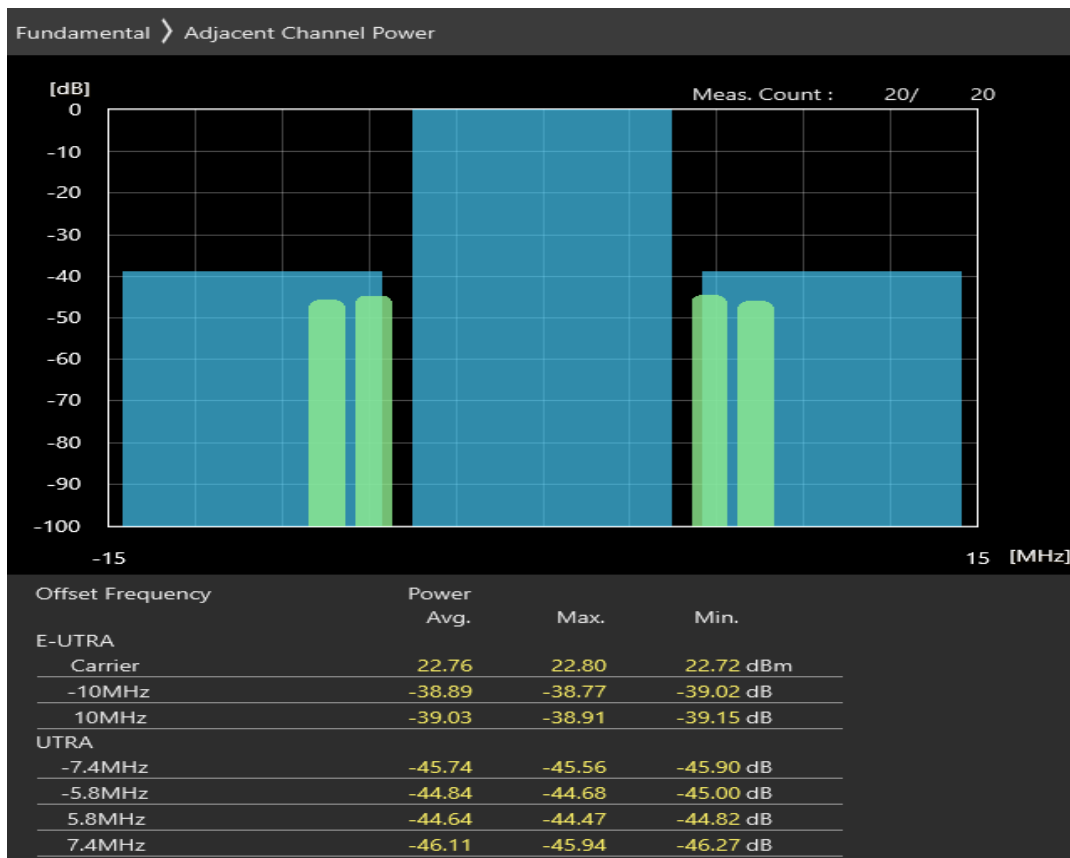 Fundamental 〉 Adjacent Channel Power
[dB]
Meas. Count : 20/ 20
0
-10
-20
-30
-40
-50
-60
-70
-80
-90
-100
-15 15 [MHz]
Offset Frequency Power
Avg. Max. Min.
E-UTRA
Carrier 22.76 22.80 22.72 dBm
-10MHz -38.89 -38.77 -39.02 dB
10MHz -39.03 -38.91 -39.15 dB
UTRA
-7.4MHz -45.74 -45.56 -45.90 dB
-5.8MHz -44.84 -44.68 -45.00 dB
5.8MHz -44.64 -44.47 -44.82 dB
7.4MHz -46.11 -45.94 -46.27 dB